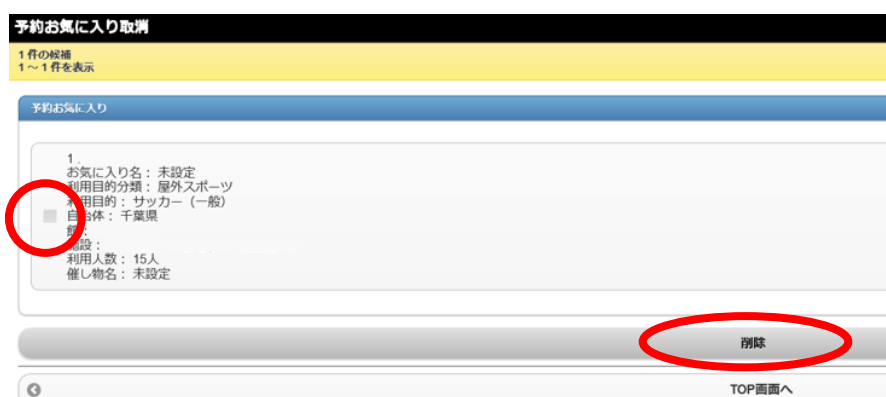 予約お気に入り取消
1件の候補
1～1件を表示
予約お気に入り
1.
お気に入り名： 未設定
利用目的分類： 屋外スポーツ
利用目的： サッカー（一般）
自治体： 千葉県
館：
施設：
利用人数： 15人
催し物名： 未設定
削除
TOP画面へ